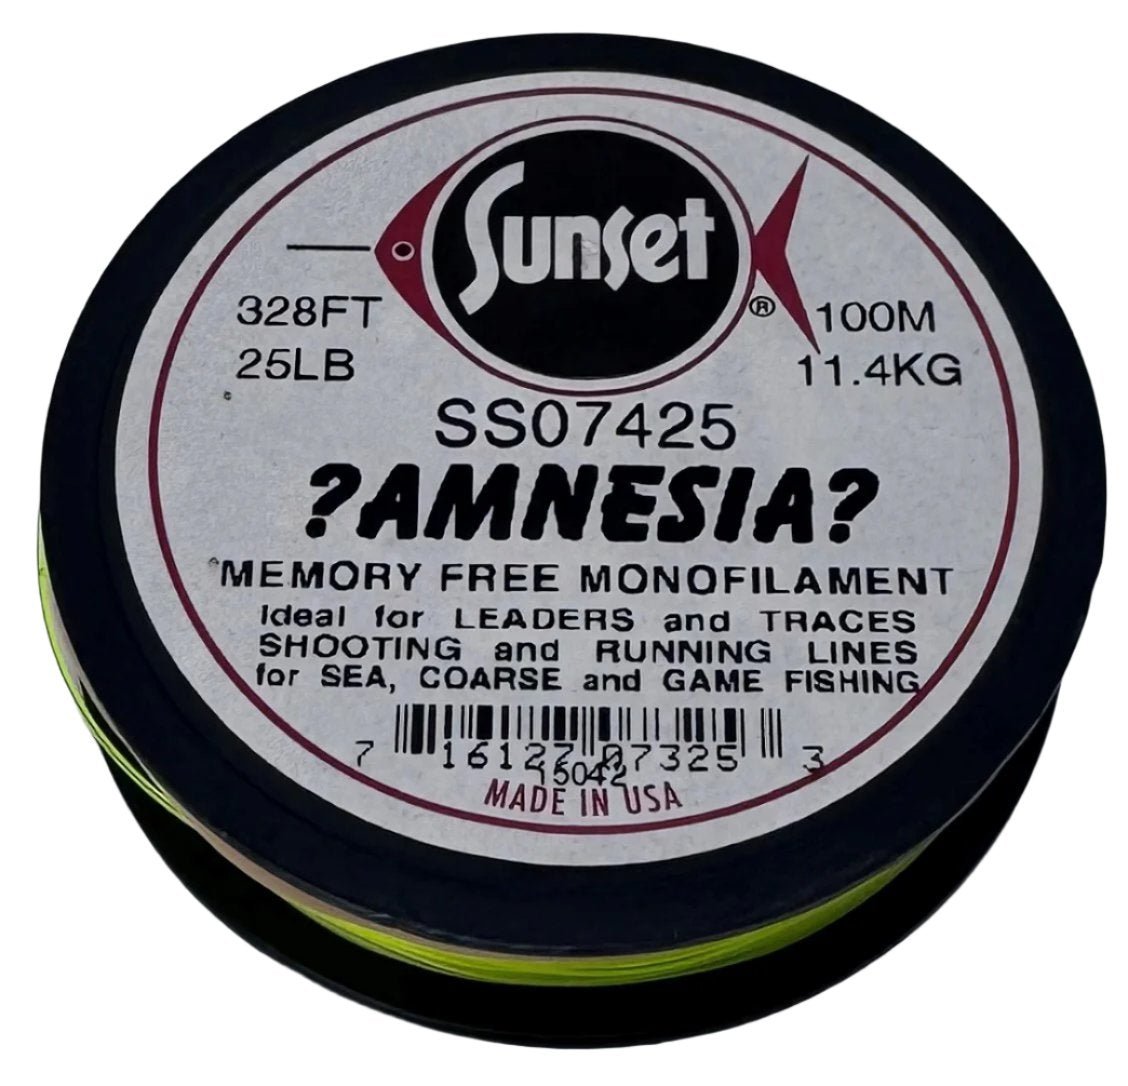 Sunset
®
328FT 100M
25LB 11.4KG
SS07425
?AMNESIA?
MEMORY FREE MONOFILAMENT
Ideal for LEADERS and TRACES
SHOOTING and RUNNING LINES
for SEA, COARSE and GAME FISHING
7 16127 07325 3
15042
MADE IN USA